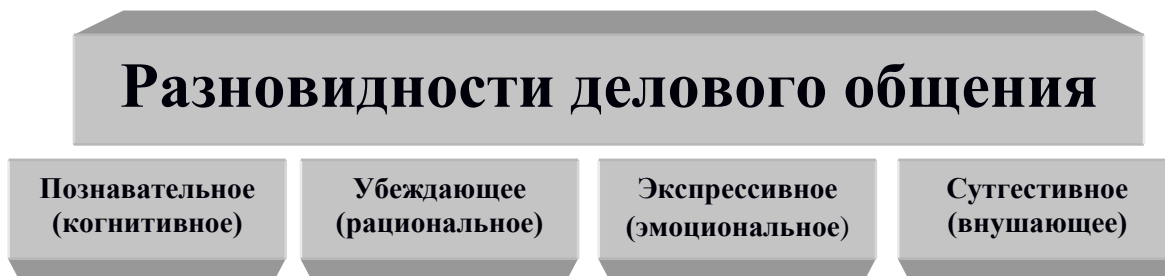 Разновидности делового общения
Познавательное
(когнитивное)
Убеждающее
(рациональное)
Экспрессивное
(эмоциональное)
Сутгестивное
(внушающее)